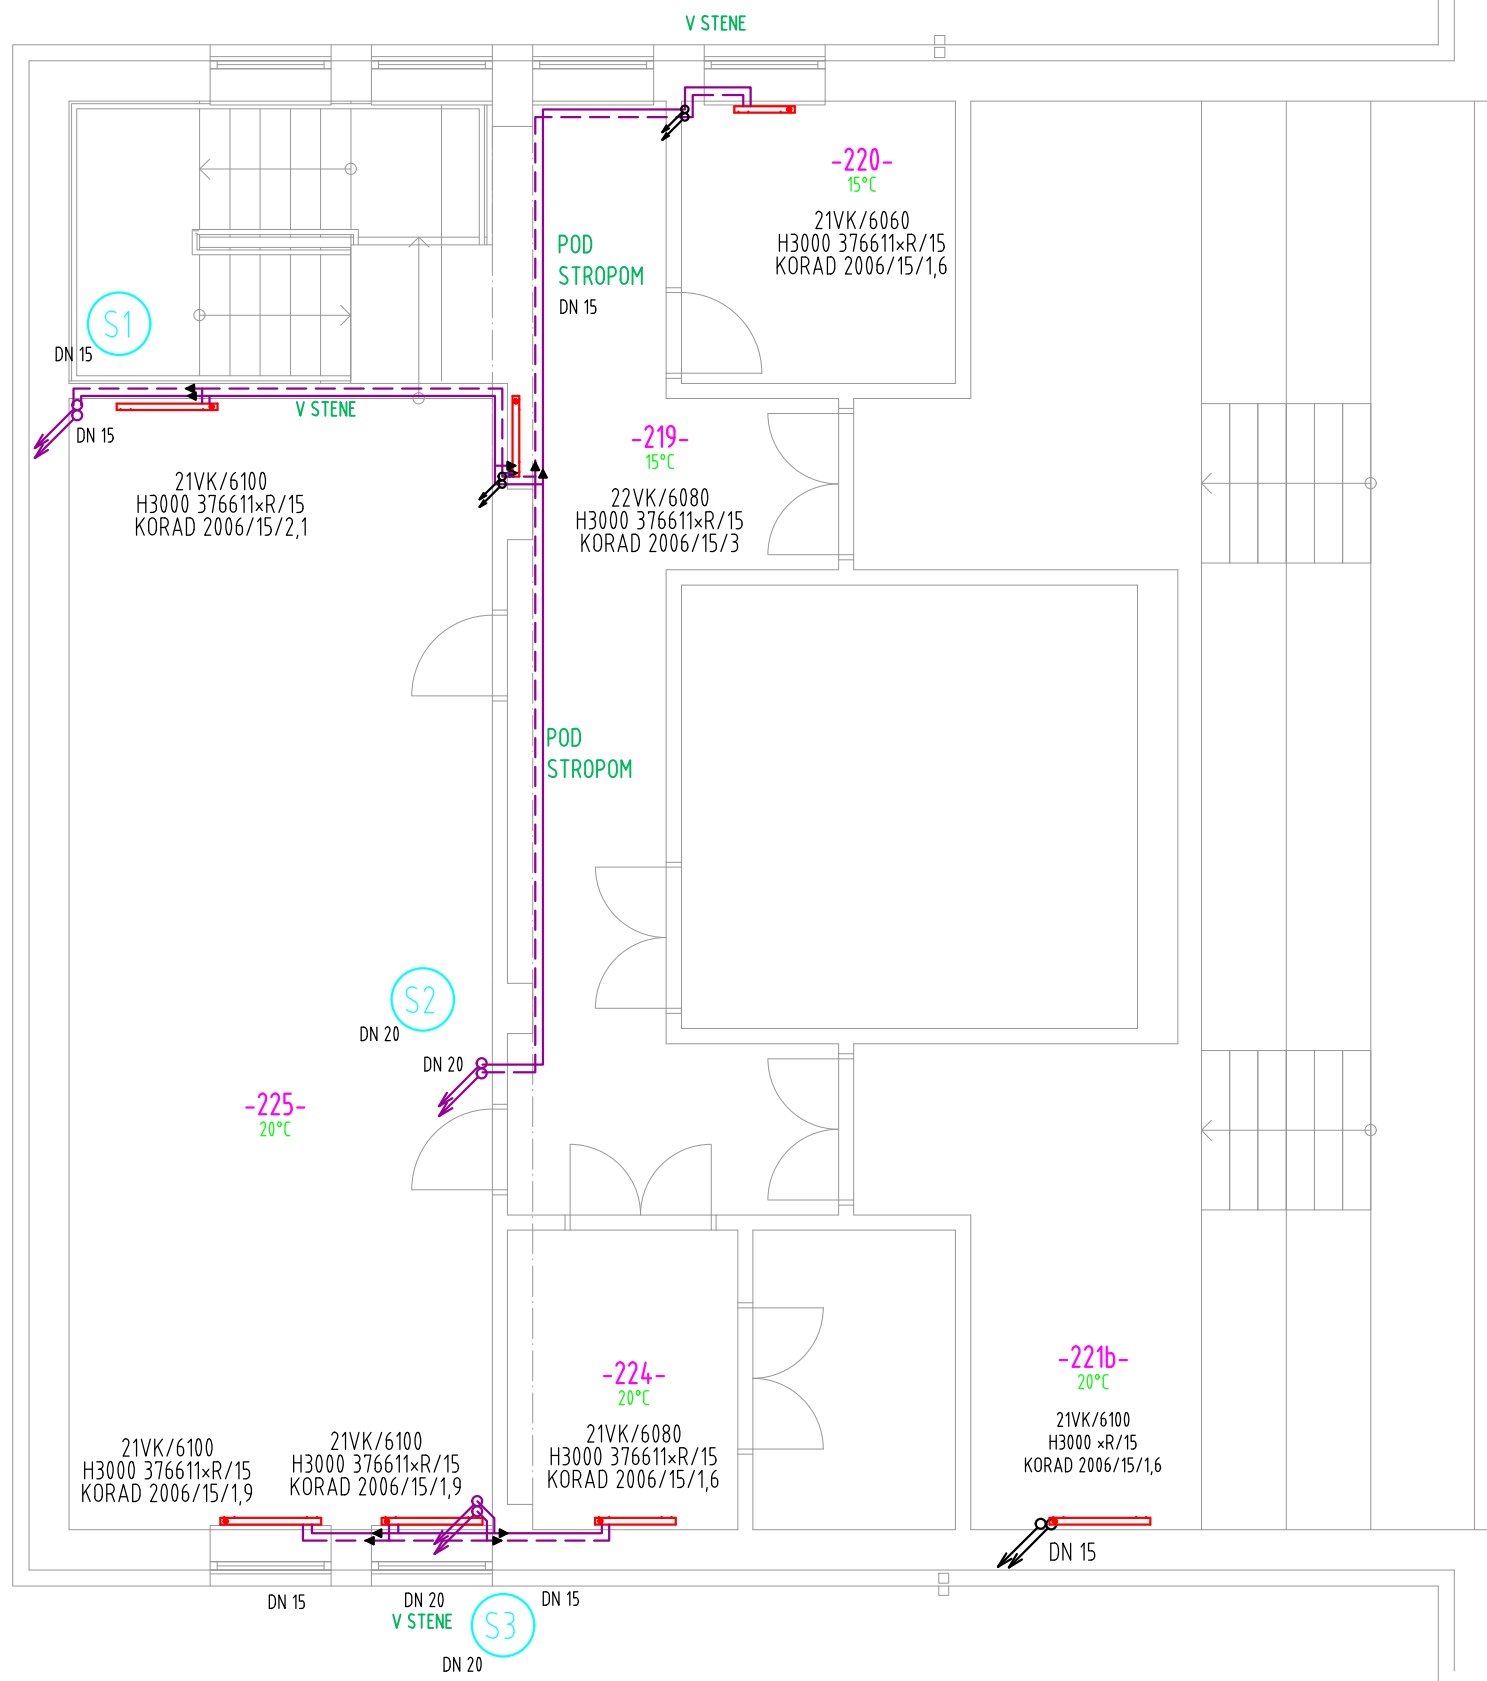 V STENE
-220-
15°C
21VK/6060
H3000 376611×R/15
KORAD 2006/15/1,6
POD
STROPOM
DN 15
S1
DN 15
V STENE
DN 15
-219-
15°C
22VK/6080
H3000 376611×R/15
KORAD 2006/15/3
21VK/6100
H3000 376611×R/15
KORAD 2006/15/2,1
POD
STROPOM
S2
DN 20
DN 20
-225-
20°C
-224-
20°C
21VK/6080
H3000 376611×R/15
KORAD 2006/15/1,6
-221b-
20°C
21VK/6100
H3000 ×R/15
KORAD 2006/15/1,6
21VK/6100
H3000 376611×R/15
KORAD 2006/15/1,9
21VK/6100
H3000 376611×R/15
KORAD 2006/15/1,9
DN 15
DN 15
DN 20
DN 15
V STENE
S3
DN 20